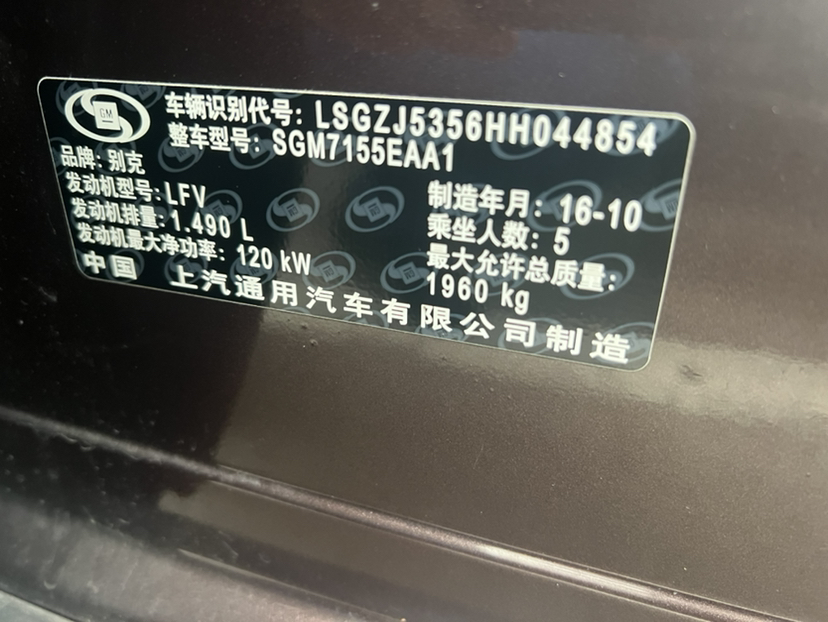 GM
车辆识别代号: LSGZJ5356HH044854
整车型号: SGM7155EAA1
品牌: 别克
发动机型号: LFV
制造年月: 16-10
发动机排量: 1.490 L
乘坐人数: 5
发动机最大净功率: 120 kW
最大允许总质量:
1960 kg
中国 上汽通用汽车有限公司制造